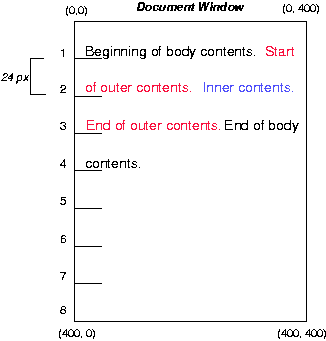 (0,0) Document Window (0, 400)
1 Beginning of body contents. Start
24 px
2 of outer contents. Inner contents.
3 End of outer contents. End of body
4 contents.
5
6
7
8
(400, 0) (400, 400)